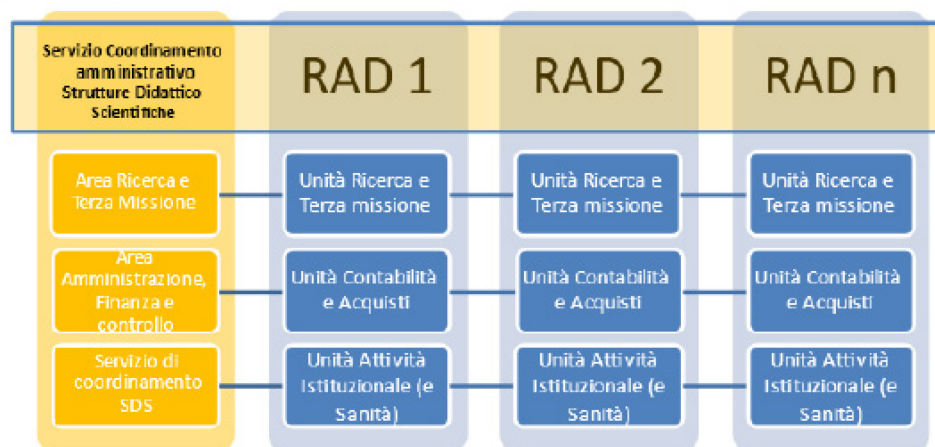 Servizio Coordinamento
amministrativo
Strutture Didattico
Scientifiche
RAD 1
RAD 2
RAD n
Area Ricerca e
Terza Missione
Unità Ricerca e
Terza missione
Unità Ricerca e
Terza missione
Unità Ricerca e
Terza missione
Area
Amministrazione,
Finanza e
controllo
Unità Contabilità
e Acquisti
Unità Contabilità
e Acquisti
Unità Contabilità
e Acquisti
Servizio di
coordinamento
SDS
Unità Attività
Istituzionale (e
Sanità)
Unità Attività
Istituzionale (e
Sanità)
Unità Attività
Istituzionale (e
Sanità)